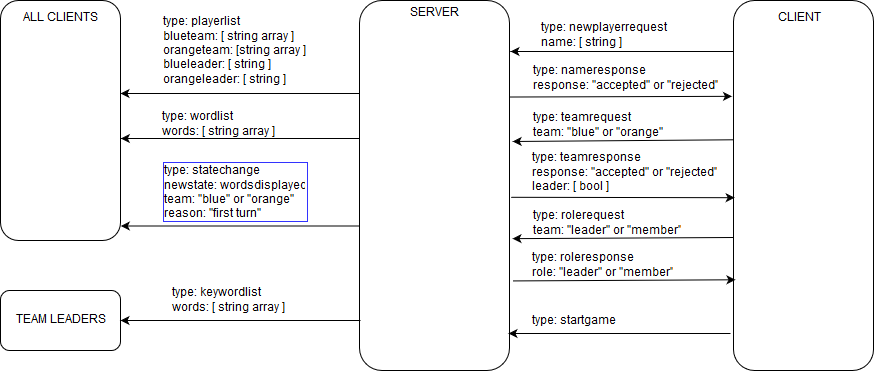 ALL CLIENTS
type: playerlist
blueteam: [ string array ]
orangeteam: [string array ]
blueleader: [ string ]
orangeleader: [ string ]
type: wordlist
words: [ string array ]
type: statechange
newstate: wordsdisplayed
team: "blue" or "orange"
reason: "first turn"
TEAM LEADERS
type: keywordlist
words: [ string array ]
SERVER
type: newplayerrequest
name: [ string ]
type: nameresponse
response: "accepted" or "rejected"
type: teamrequest
team: "blue" or "orange"
type: teamresponse
response: "accepted" or "rejected"
leader: [ bool ]
type: rolerequest
team: "leader" or "member"
type: roleresponse
role: "leader" or "member"
type: startgame
CLIENT